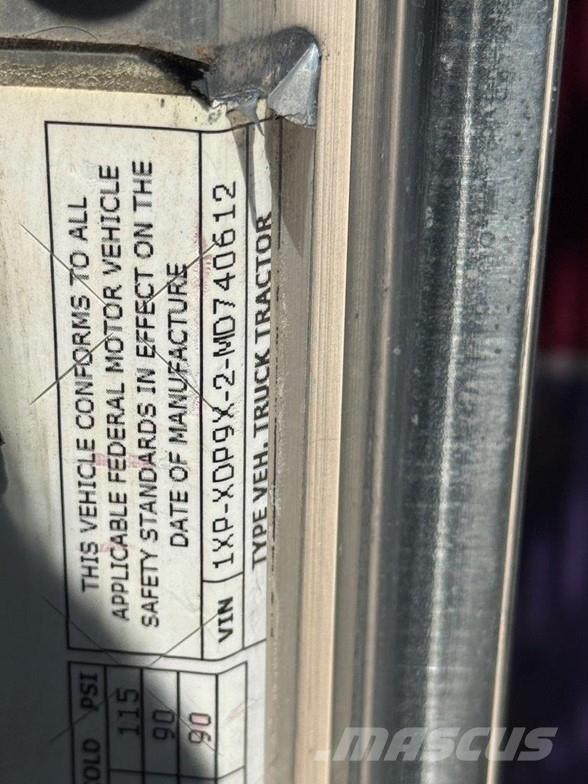 THIS VEHICLE CONFORMS TO ALL
APPLICABLE FEDERAL MOTOR VEHICLE
SAFETY STANDARDS IN EFFECT ON THE
DATE OF MANUFACTURE
VIN 1XP-XDP9X-2-MD740612
TYPE VEH. TRUCK TRACTOR
OLD PSI
115
90
90
MASCUS